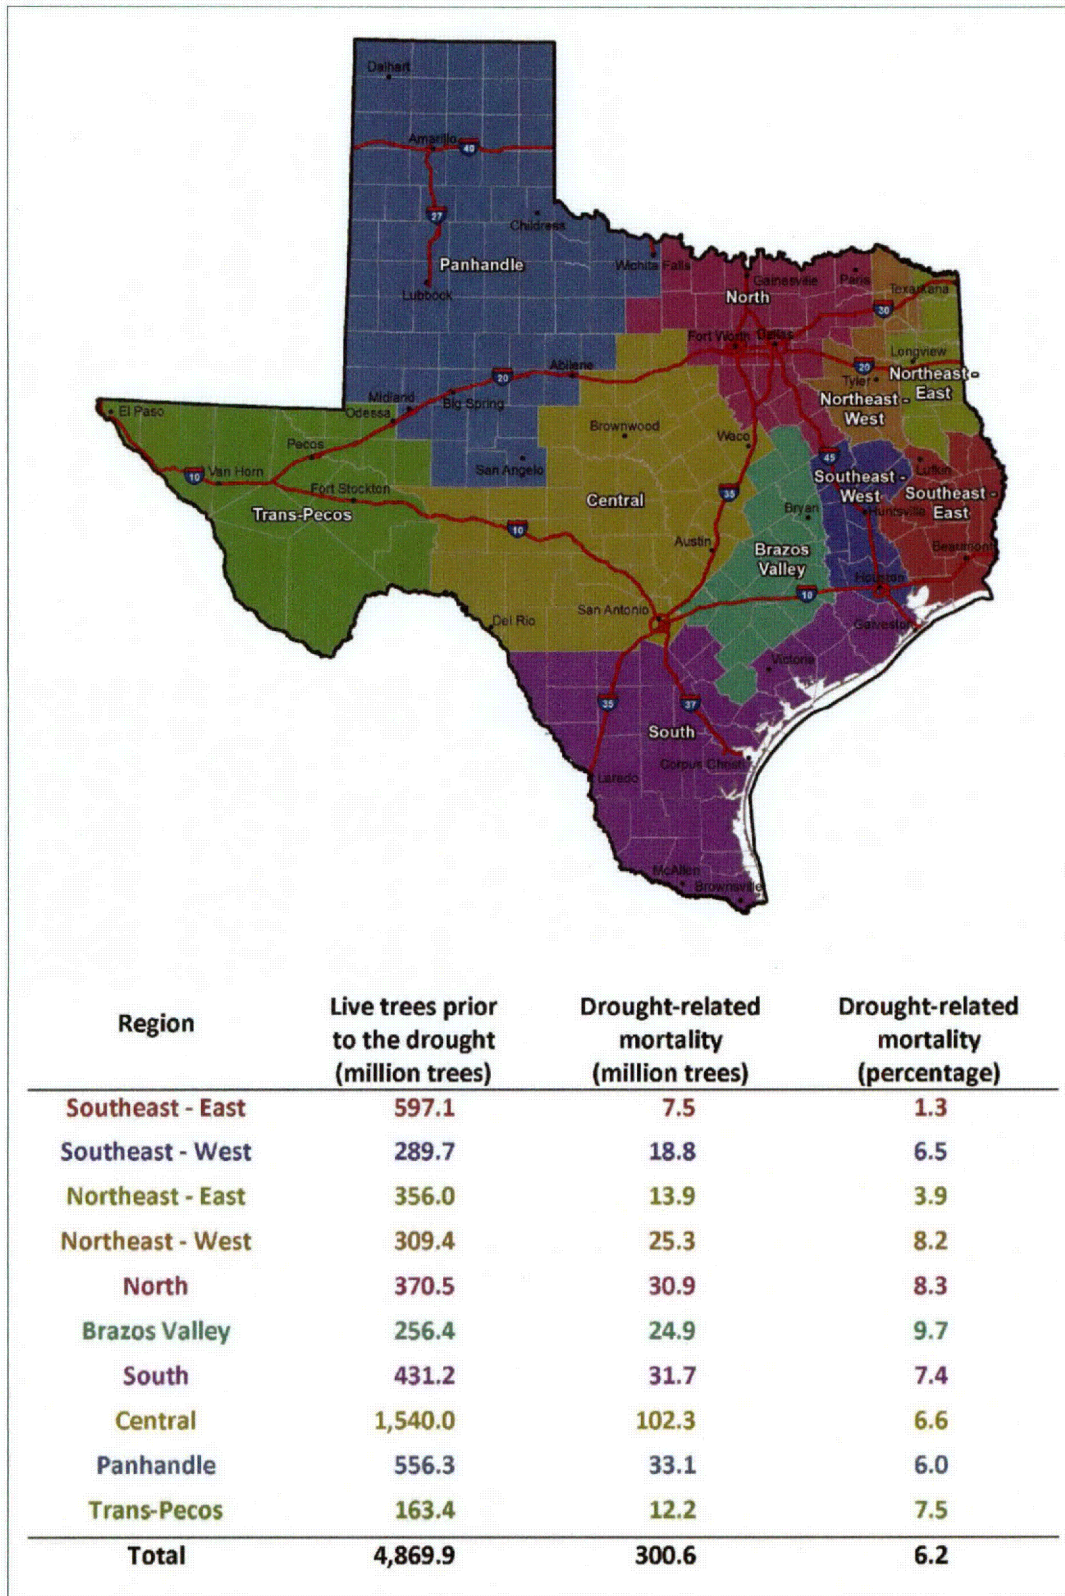 Dalhart
Amarillo
40
27
Childress
Panhandle
Wichita Falls
Gainesville
Paris
Texarkana
Lubbock
North
30
Fort Worth
Dallas
Longview
Abilene
20
20
Tyler
Northeast -
East
Midland
Big Spring
Northeast -
West
El Paso
Odessa
Brownwood
Waco
Pecos
45
Lufkin
10
Van Horn
San Angelo
Southeast -
West
Fort Stockton
Central
35
Southeast -
East
Trans-Pecos
Bryan
Huntsville
10
Austin
Brazos
Valley
Beaumont
Houston
10
San Antonio
Del Rio
Galveston
Victoria
35
37
South
Corpus Christi
Laredo
McAllen
Brownsville
Region
Live trees prior
to the drought
(million trees)
Drought-related
mortality
(million trees)
Drought-related
mortality
(percentage)
Southeast - East 597.1 7.5 1.3
Southeast - West 289.7 18.8 6.5
Northeast - East 356.0 13.9 3.9
Northeast - West 309.4 25.3 8.2
North 370.5 30.9 8.3
Brazos Valley 256.4 24.9 9.7
South 431.2 31.7 7.4
Central 1,540.0 102.3 6.6
Panhandle 556.3 33.1 6.0
Trans-Pecos 163.4 12.2 7.5
Total 4,869.9 300.6 6.2